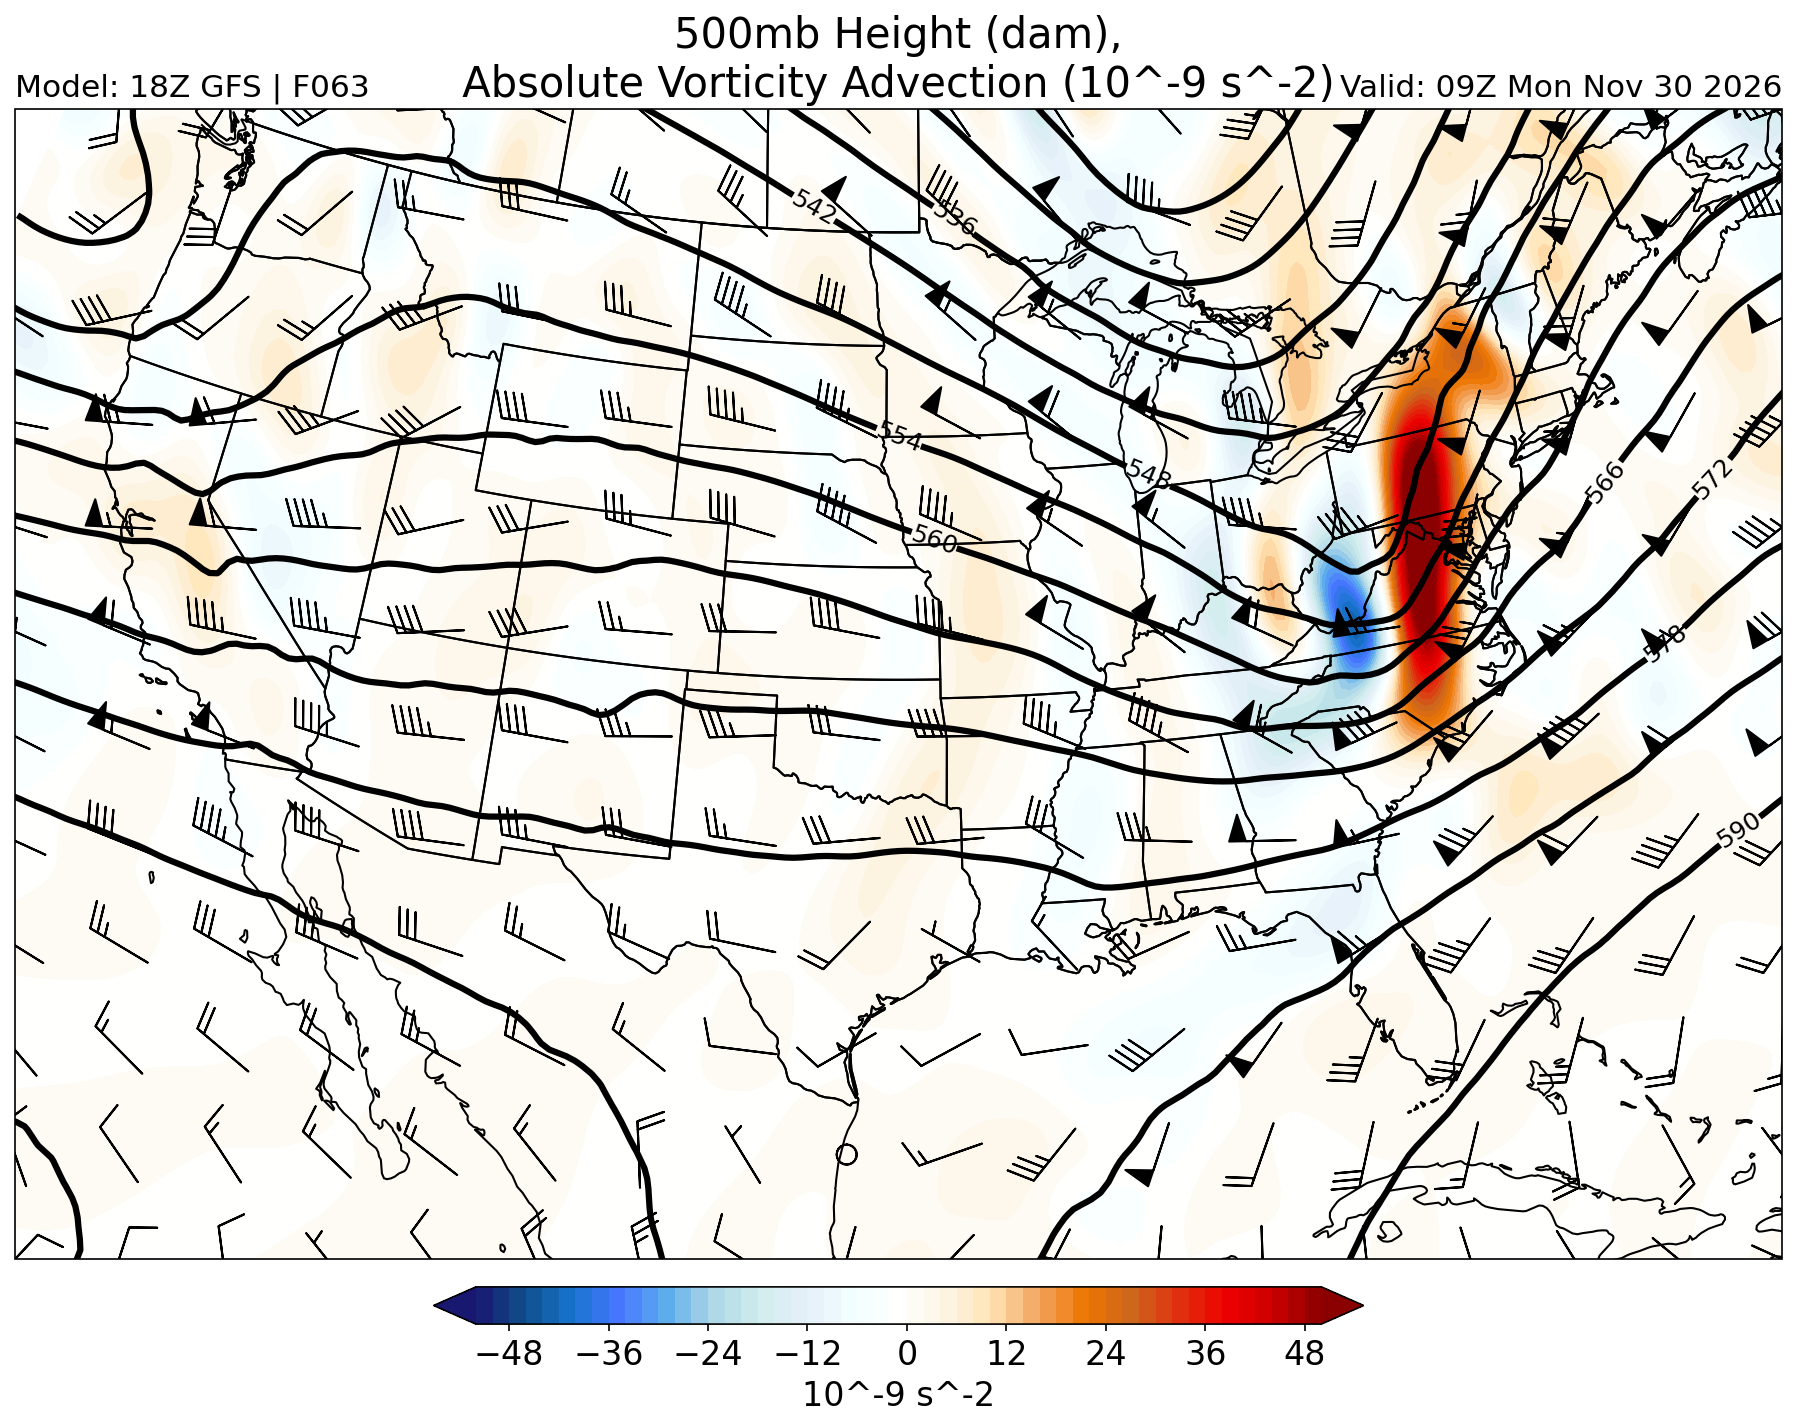 500mb Height (dam),
Model: 18Z GFS | F063
Absolute Vorticity Advection (10^-9 s^-2)
Valid: 09Z Mon Nov 30 2026
542
536
554
548
560
566
572
578
590
−48 −36 −24 −12 0 12 24 36 48
10^-9 s^-2